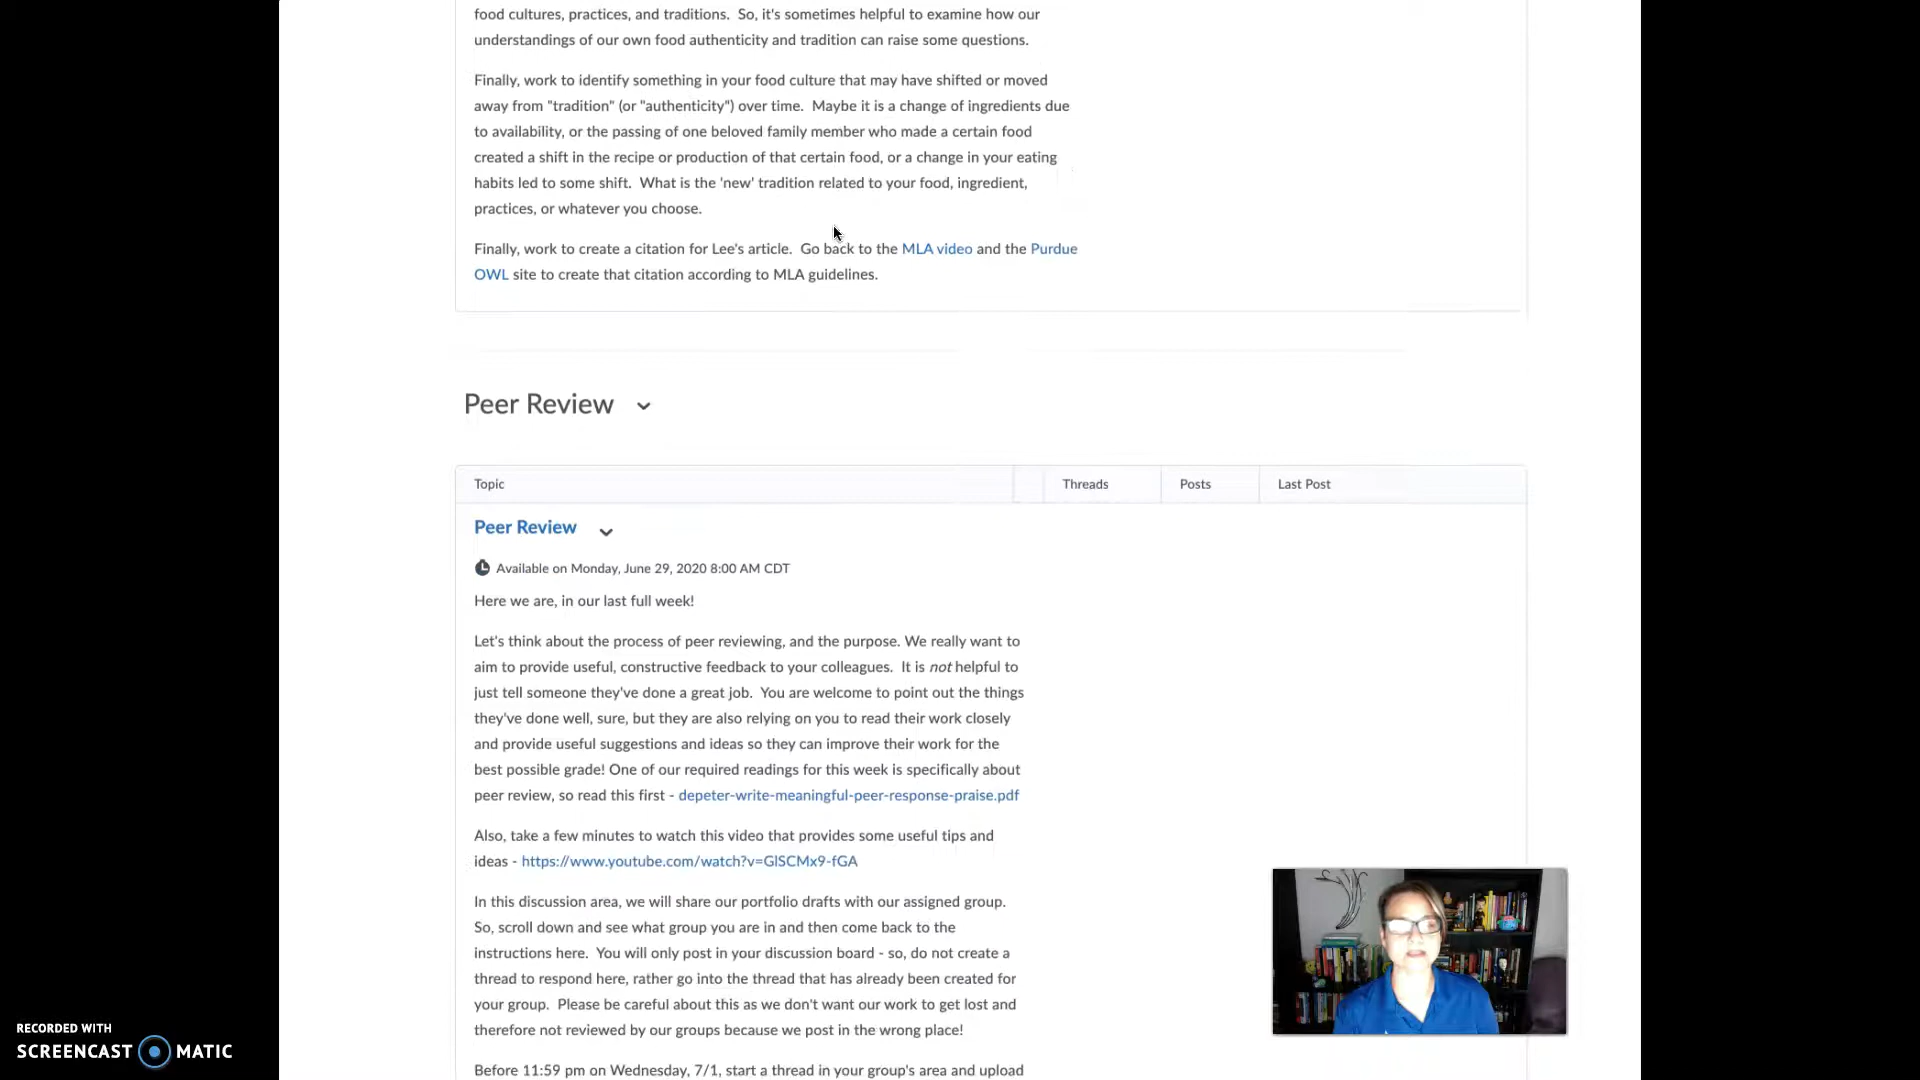 food cultures, practices, and traditions.  So, it's sometimes helpful to examine how our
understandings of our own food authenticity and tradition can raise some questions.
Finally, work to identify something in your food culture that may have shifted or moved
away from "tradition" (or "authenticity") over time.  Maybe it is a change of ingredients due
to availability, or the passing of one beloved family member who made a certain food
created a shift in the recipe or production of that certain food, or a change in your eating
habits led to some shift.  What is the 'new' tradition related to your food, ingredient,
practices, or whatever you choose.
Finally, work to create a citation for Lee's article.  Go back to the MLA video and the Purdue
OWL site to create that citation according to MLA guidelines.
Peer Review
Topic Threads Posts Last Post
Peer Review
Available on Monday, June 29, 2020 8:00 AM CDT
Here we are, in our last full week!
Let's think about the process of peer reviewing, and the purpose. We really want to
aim to provide useful, constructive feedback to your colleagues.  It is not helpful to
just tell someone they've done a great job.  You are welcome to point out the things
they've done well, sure, but they are also relying on you to read their work closely
and provide useful suggestions and ideas so they can improve their work for the
best possible grade! One of our required readings for this week is specifically about
peer review, so read this first - depeter-write-meaningful-peer-response-praise.pdf
Also, take a few minutes to watch this video that provides some useful tips and
ideas - https://www.youtube.com/watch?v=GlSCMx9-fGA
In this discussion area, we will share our portfolio drafts with our assigned group.
So, scroll down and see what group you are in and then come back to the
instructions here.  You will only post in your discussion board - so, do not create a
thread to respond here, rather go into the thread that has already been created for
your group.  Please be careful about this as we don't want our work to get lost and
therefore not reviewed by our groups because we post in the wrong place!
Before 11:59 pm on Wednesday, 7/1, start a thread in your group's area and upload
RECORDED WITH
SCREENCAST MATIC